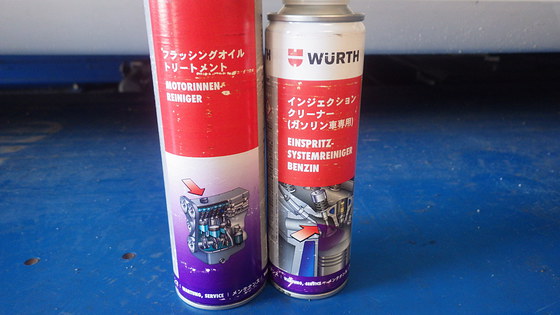 フラッシングオイル
トリートメント
MOTORINNEN-
REINIGER
WÜRTH
インジェクション
クリーナー
(ガソリン車専用)
EINSPRITZ-
SYSTEMREINIGER
BENZIN
SERVICE
SERVICE